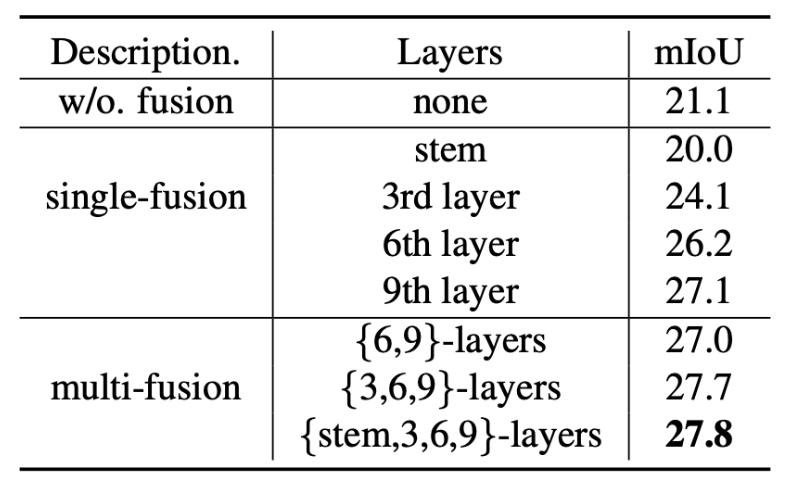 Description. Layers mIoU
w/o. fusion none 21.1
stem 20.0
single-fusion 3rd layer 24.1
6th layer 26.2
9th layer 27.1
{6,9}-layers 27.0
multi-fusion {3,6,9}-layers 27.7
{stem,3,6,9}-layers 27.8